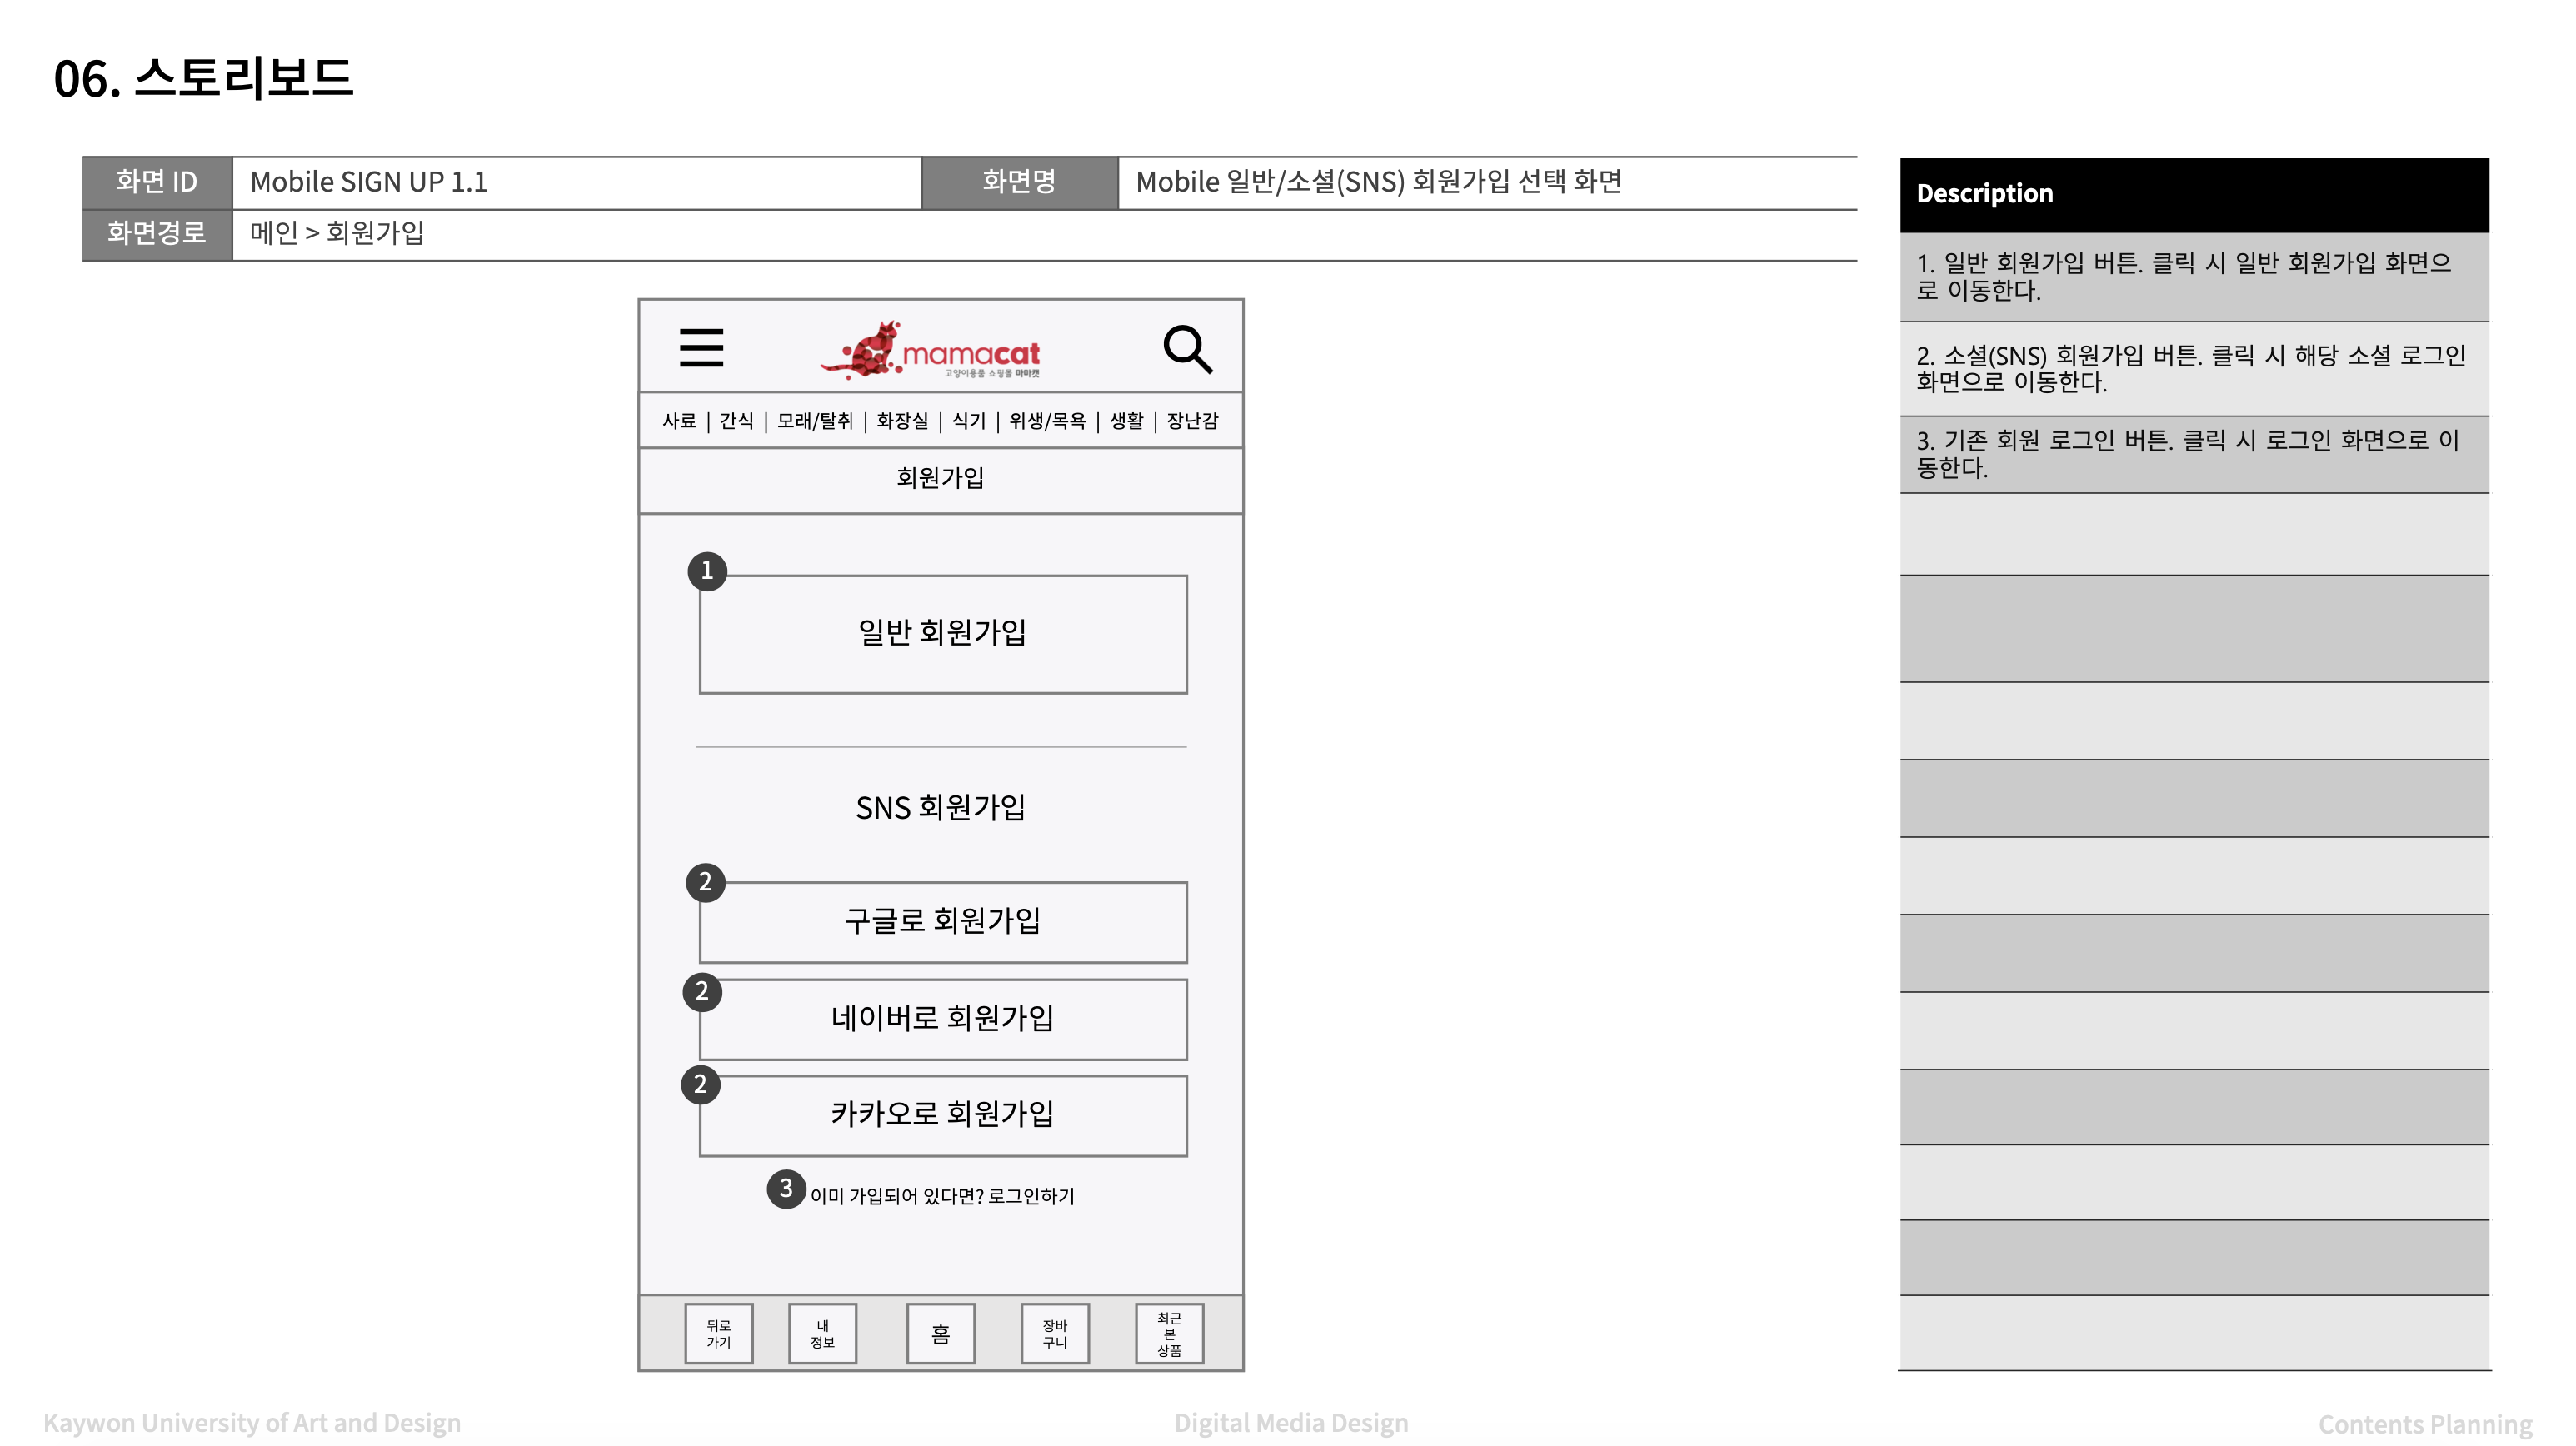 06. 스토리보드
화면 ID
Mobile SIGN UP 1.1
화면명
Mobile 일반/소셜(SNS) 회원가입 선택 화면
화면경로
메인 > 회원가입
mamacat
고양이용품 쇼핑몰 마마캣
사료 | 간식 | 모래/탈취 | 화장실 | 식기 | 위생/목욕 | 생활 | 장난감
회원가입
1
일반 회원가입
SNS 회원가입
2
구글로 회원가입
2
네이버로 회원가입
2
카카오로 회원가입
3 이미 가입되어 있다면? 로그인하기
뒤로
가기
내
정보
홈
장바
구니
최근
본
상품
Description
1. 일반 회원가입 버튼. 클릭 시 일반 회원가입 화면으
로 이동한다.
2. 소셜(SNS) 회원가입 버튼. 클릭 시 해당 소셜 로그인
화면으로 이동한다.
3. 기존 회원 로그인 버튼. 클릭 시 로그인 화면으로 이
동한다.
Kaywon University of Art and Design
Digital Media Design
Contents Planning